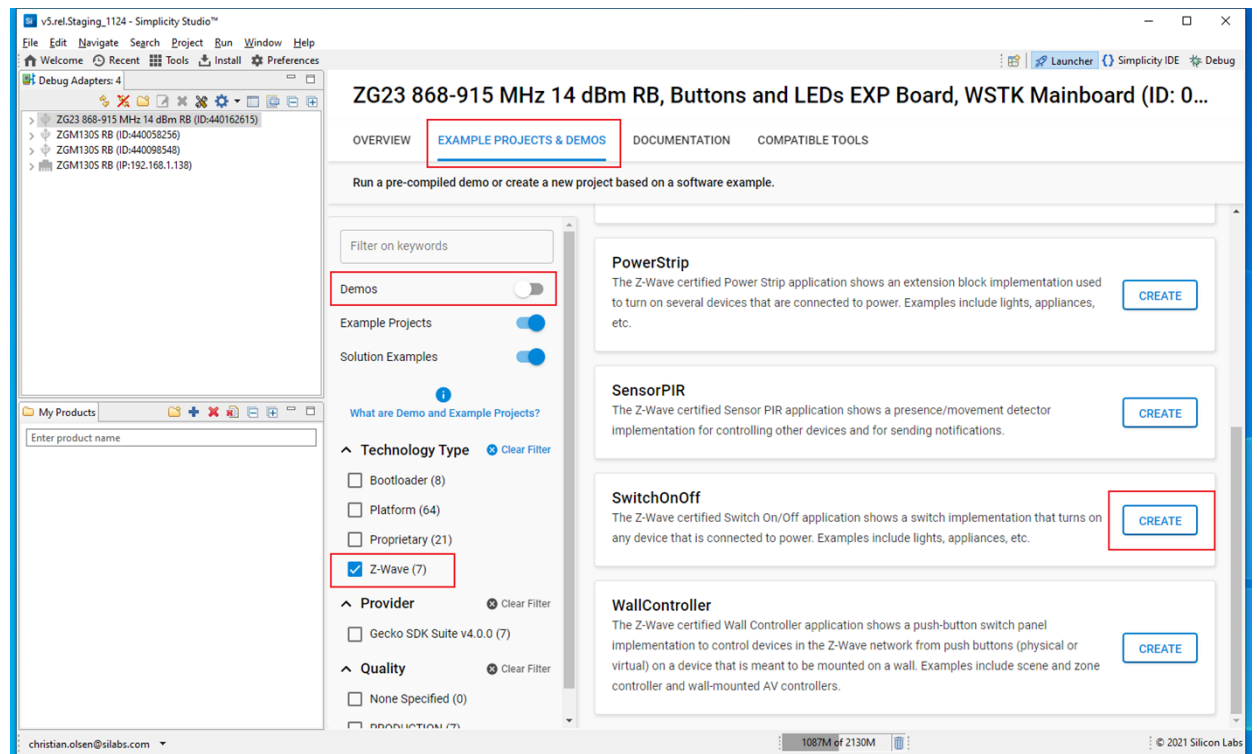 v5.rel.Staging_1124 - Simplicity Studio™
File Edit Navigate Search Project Run Window Help
Welcome Recent Tools Install Preferences
Launcher Simplicity IDE Debug
Debug Adapters: 4
ZG23 868-915 MHz 14 dBm RB (ID:440162615)
ZGM130S RB (ID:440058256)
ZGM130S RB (ID:440098548)
ZGM130S RB (IP:192.168.1.138)
My Products
Enter product name
ZG23 868-915 MHz 14 dBm RB, Buttons and LEDs EXP Board, WSTK Mainboard (ID: 0...
OVERVIEW EXAMPLE PROJECTS & DEMOS DOCUMENTATION COMPATIBLE TOOLS
Run a pre-compiled demo or create a new project based on a software example.
Filter on keywords
Demos
Example Projects
Solution Examples
What are Demo and Example Projects?
Technology Type Clear Filter
Bootloader (8)
Platform (64)
Proprietary (21)
Z-Wave (7)
Provider Clear Filter
Gecko SDK Suite v4.0.0 (7)
Quality Clear Filter
None Specified (0)
PRODUCTION (7)
PowerStrip
The Z-Wave certified Power Strip application shows an extension block implementation used
to turn on several devices that are connected to power. Examples include lights, appliances,
etc.
CREATE
SensorPIR
The Z-Wave certified Sensor PIR application shows a presence/movement detector
implementation for controlling other devices and for sending notifications.
CREATE
SwitchOnOff
The Z-Wave certified Switch On/Off application shows a switch implementation that turns on
any device that is connected to power. Examples include lights, appliances, etc.
CREATE
WallController
The Z-Wave certified Wall Controller application shows a push-button switch panel
implementation to control devices in the Z-Wave network from push buttons (physical or
virtual) on a device that is meant to be mounted on a wall. Examples include scene and zone
controller and wall-mounted AV controllers.
CREATE
christian.olsen@silabs.com
1087M of 2130M
© 2021 Silicon Labs